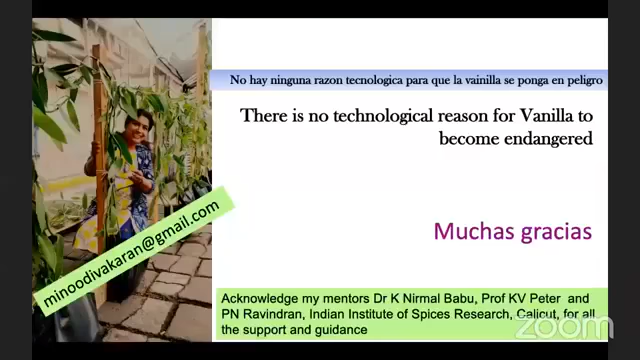 No hay ninguna razon tecnologica para que la vainilla se ponga en peligro
There is no technological reason for Vanilla to
become endangered
minoodivakaran@gmail.com
Muchas gracias
Acknowledge my mentors Dr K Nirmal Babu, Prof KV Peter and
PN Ravindran, Indian Institute of Spices Research, Calicut, for all
the support and guidance
zoom